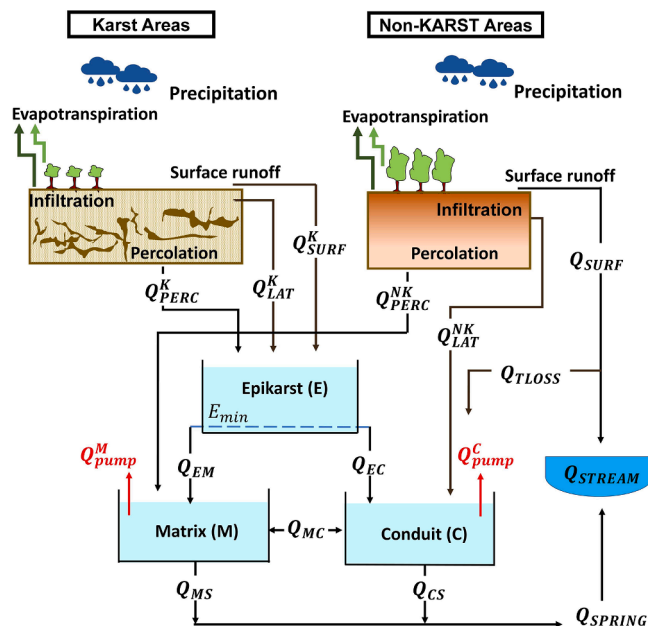 Karst Areas
Non-KARST Areas
Precipitation
Precipitation
Evapotranspiration
Evapotranspiration
Surface runoff
Surface runoff
Infiltration
Infiltration
Percolation
Percolation
Q^K_PERC
Q^K_LAT
Q^K_SURF
Q^NK_PERC
Q^NK_LAT
Q_SURF
Q_TLOSS
Epikarst (E)
E_min
Q^M_pump
Q_EM
Q_EC
Q^C_pump
Q_STREAM
Matrix (M)
Q_MC
Conduit (C)
Q_MS
Q_CS
Q_SPRING